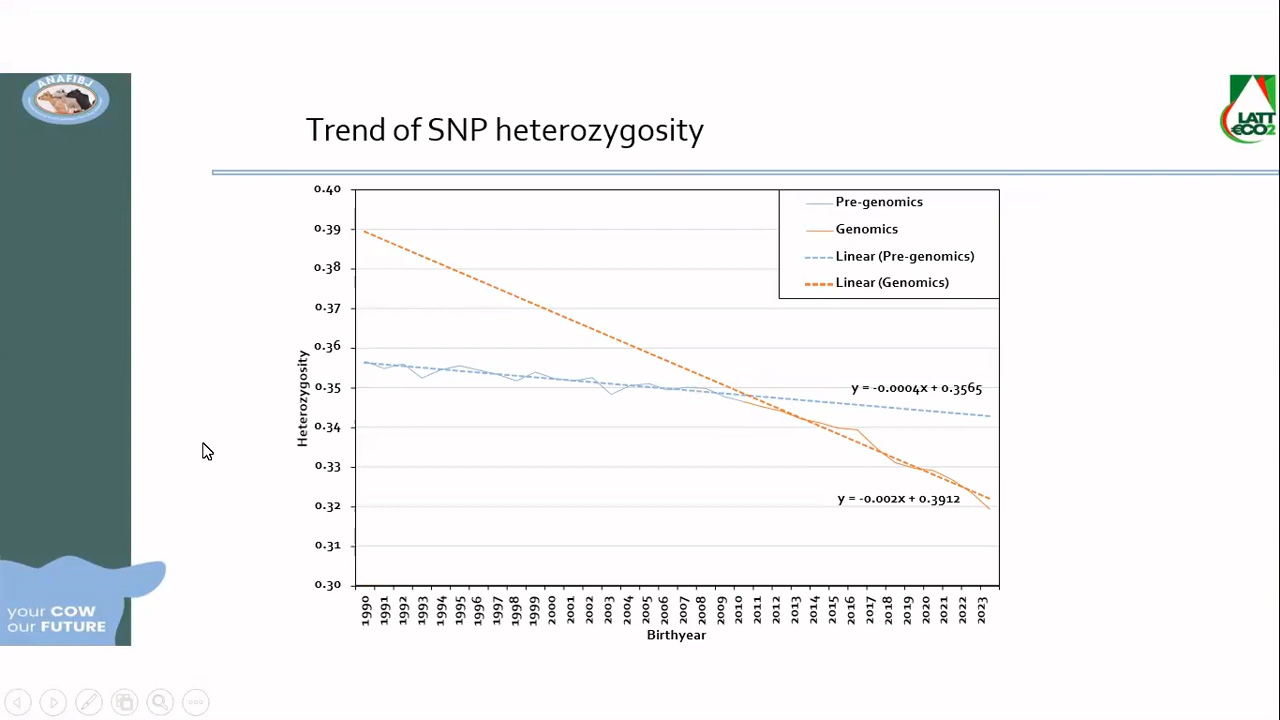 ANAFIBJ
LATT
€CO2
Trend of SNP heterozygosity
Pre-genomics
Genomics
Linear (Pre-genomics)
Linear (Genomics)
0.40
0.39
0.38
0.37
0.36
0.35
0.34
0.33
0.32
0.31
0.30
Heterozygosity
y = -0.0004x + 0.3565
y = -0.002x + 0.3912
1990 1991 1992 1993 1994 1995 1996 1997 1998 1999 2000 2001 2002 2003 2004 2005 2006 2007 2008 2009 2010 2011 2012 2013 2014 2015 2016 2017 2018 2019 2020 2021 2022 2023
Birthyear
your COW
our FUTURE